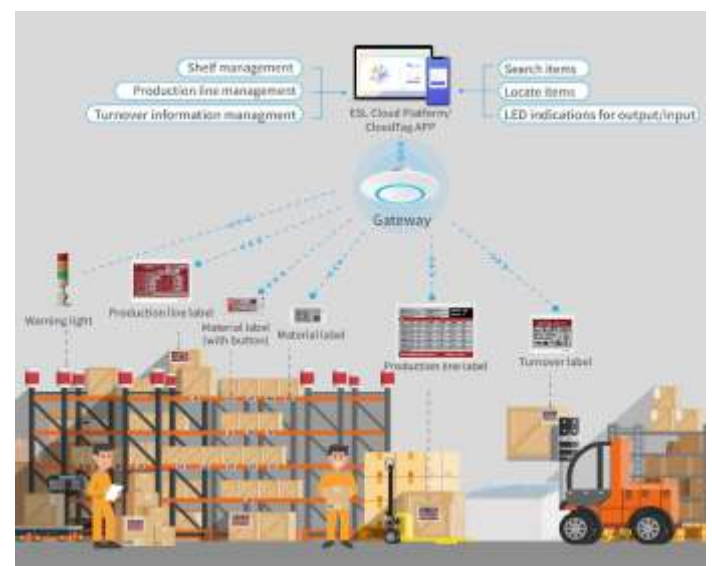 Shelf management
Production line management
Turnover information managment
Search items
Locate items
LED indications for output/input
ESL Cloud Platform/
CloudTag APP
Gateway
Warning light
Production line label
Material label
(with button)
Material label
Production line label
Turnover label